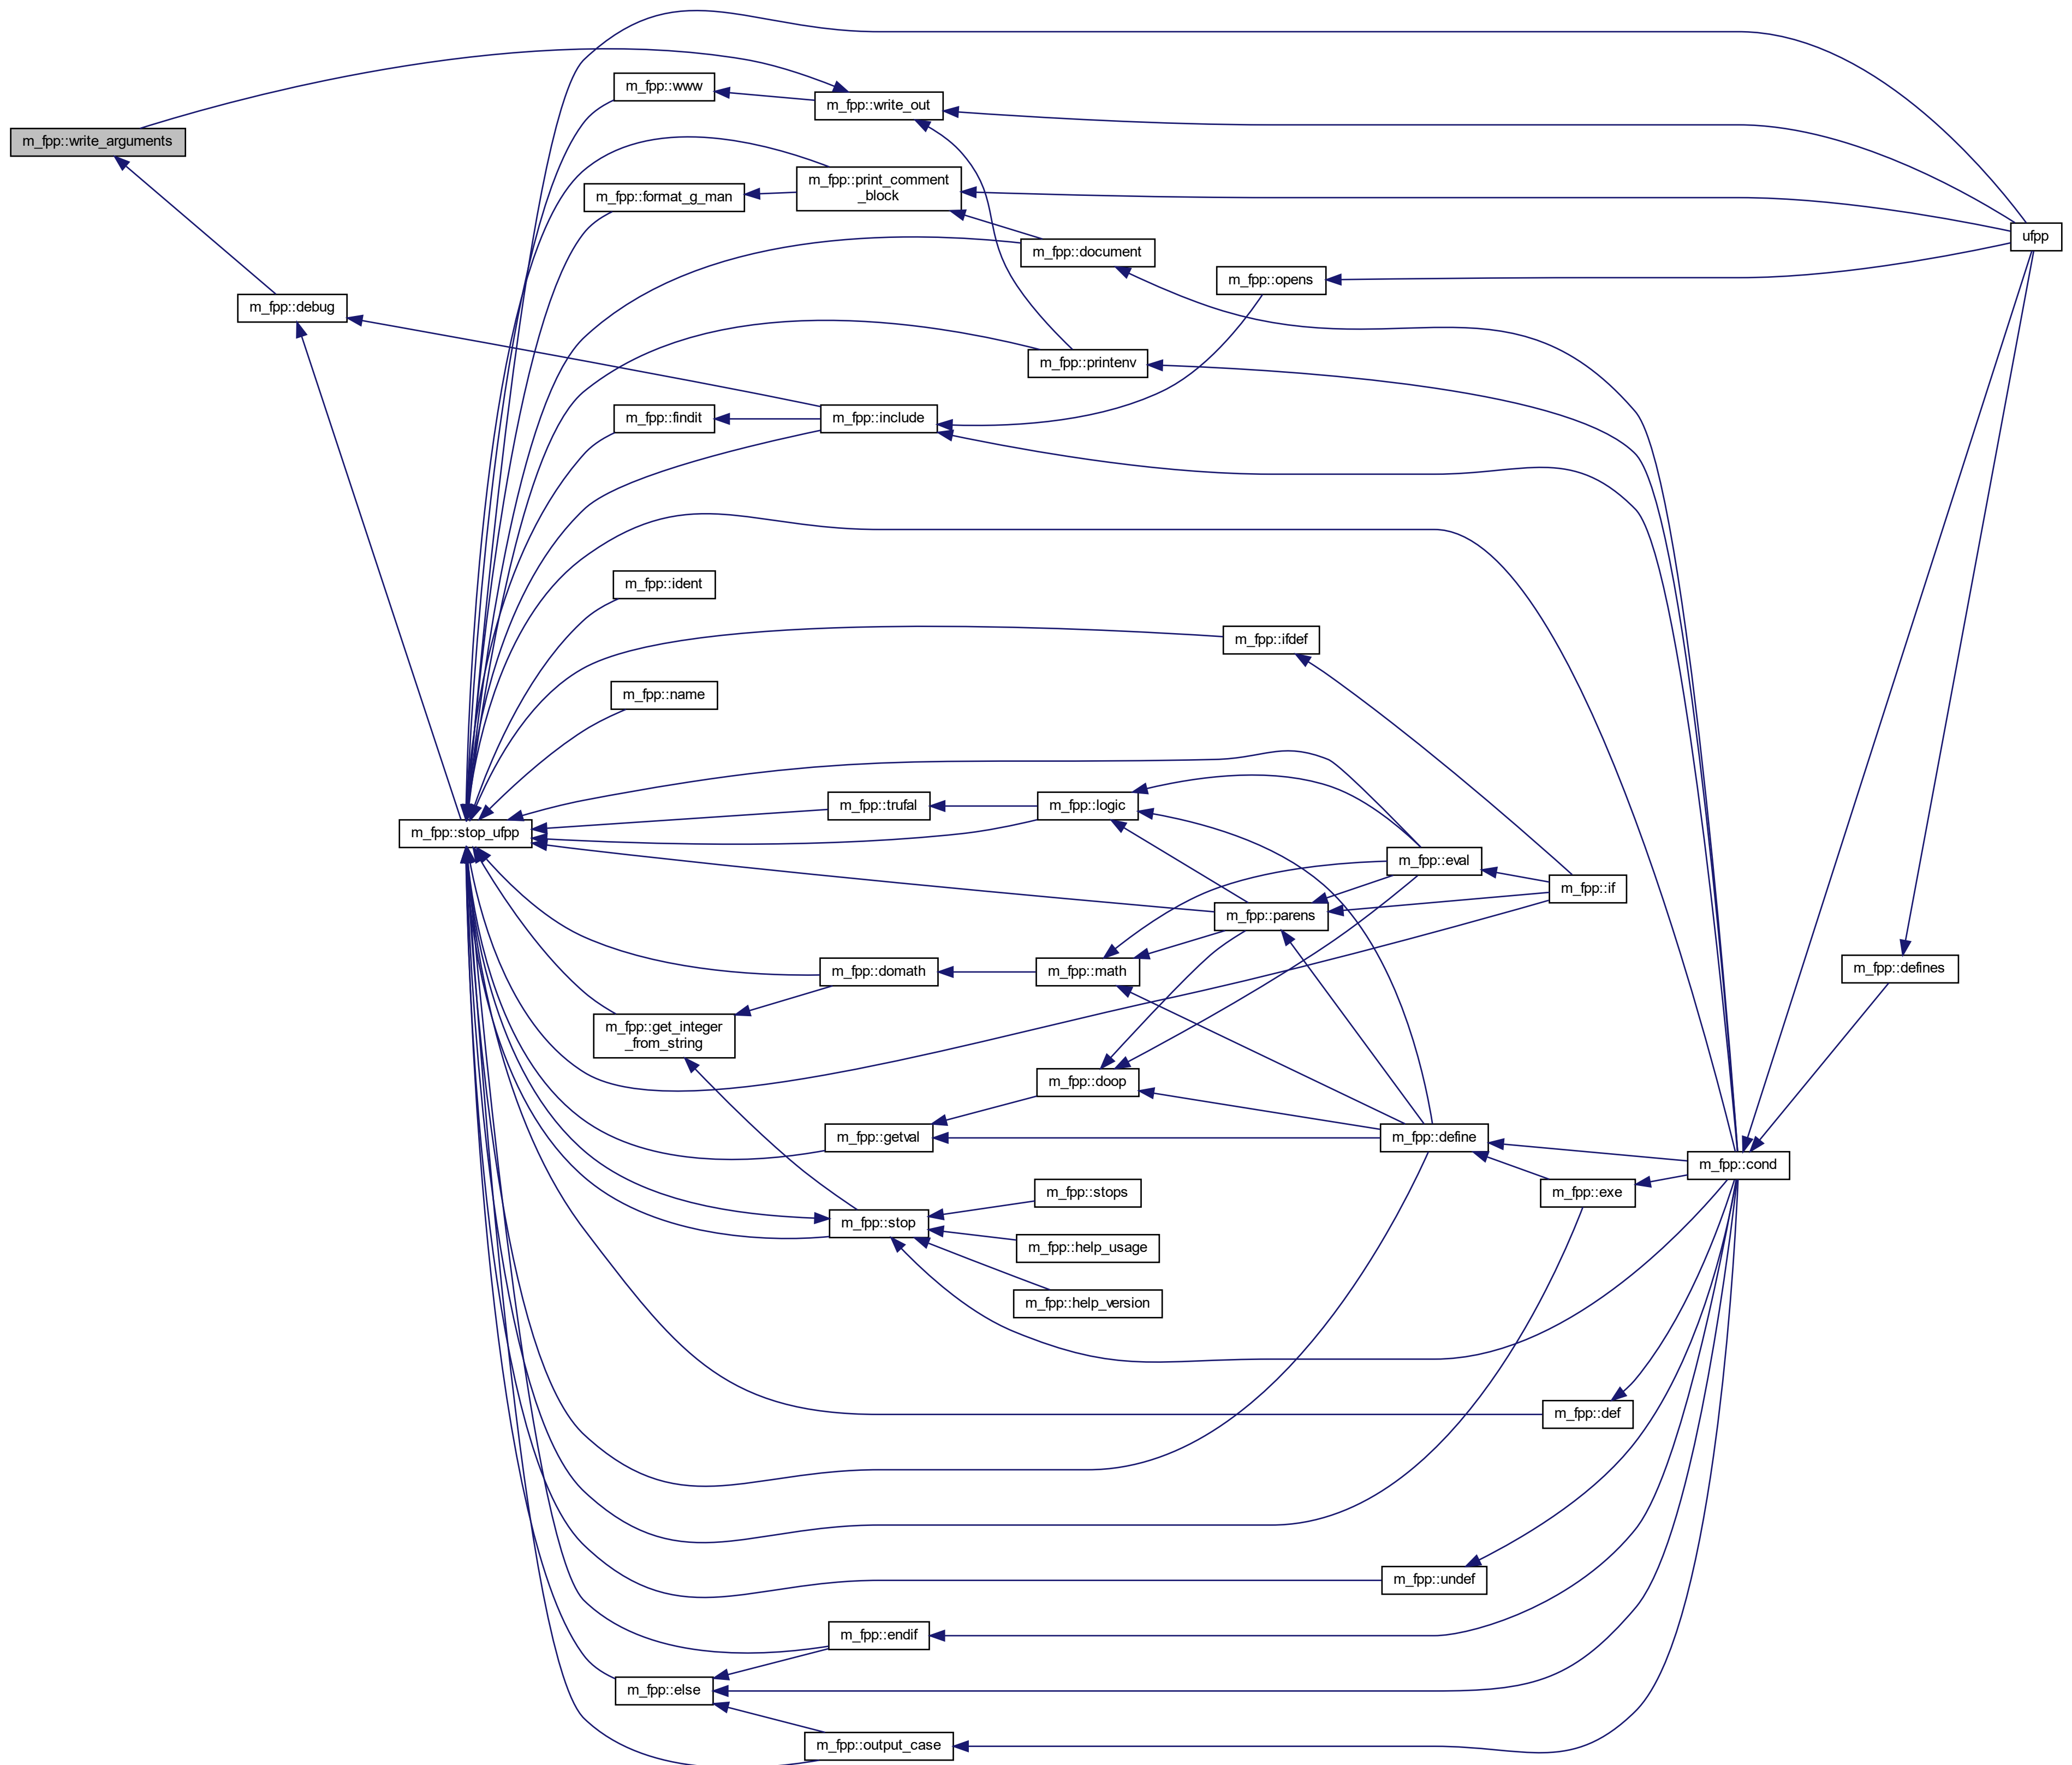 m_fpp::www
m_fpp::write_out
m_fpp::write_arguments
m_fpp::print_comment
_block
m_fpp::format_g_man
ufpp
m_fpp::document
m_fpp::opens
m_fpp::debug
m_fpp::printenv
m_fpp::findit
m_fpp::include
m_fpp::ident
m_fpp::ifdef
m_fpp::name
m_fpp::trufal
m_fpp::logic
m_fpp::stop_ufpp
m_fpp::eval
m_fpp::if
m_fpp::parens
m_fpp::defines
m_fpp::domath
m_fpp::math
m_fpp::get_integer
_from_string
m_fpp::doop
m_fpp::getval
m_fpp::define
m_fpp::cond
m_fpp::stops
m_fpp::exe
m_fpp::stop
m_fpp::help_usage
m_fpp::help_version
m_fpp::def
m_fpp::undef
m_fpp::endif
m_fpp::else
m_fpp::output_case